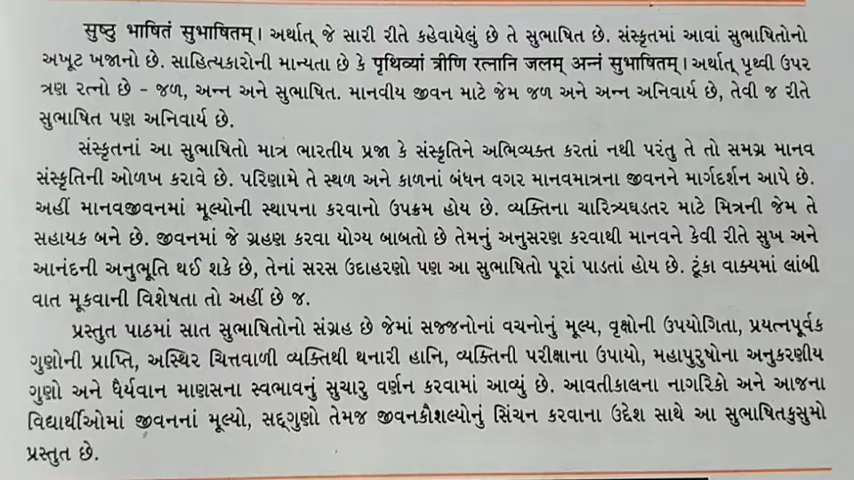 सुष्ठु भाषितं सुभाषितम्। અર્થાત્ જે સારી રીતે કહેવાયેલું છે તે સુભાષિત છે. સંસ્કૃતમાં આવાં સુભાષિતોનો
અખૂટ ખજાનો છે. સાહિત્યકારોની માન્યતા છે કે पृथिव्यां त्रीणि रत्नानि जलम् अन्नं सुभाषितम्। અર્થાત્ પૃથ્વી ઉપર
ત્રણ રત્નો છે - જળ, અન્ન અને સુભાષિત. માનવીય જીવન માટે જેમ જળ અને અન્ન અનિવાર્ય છે, તેવી જ રીતે
સુભાષિત પણ અનિવાર્ય છે.
સંસ્કૃતનાં આ સુભાષિતો માત્ર ભારતીય પ્રજા કે સંસ્કૃતિને અભિવ્યક્ત કરતાં નથી પરંતુ તે તો સમગ્ર માનવ
સંસ્કૃતિની ઓળખ કરાવે છે. પરિણામે તે સ્થળ અને કાળનાં બંધન વગર માનવમાત્રના જીવનને માર્ગદર્શન આપે છે.
અહીં માનવજીવનમાં મૂલ્યોની સ્થાપના કરવાનો ઉપક્રમ હોય છે. વ્યક્તિના ચારિત્ર્યઘડતર માટે મિત્રની જેમ તે
સહાયક બને છે. જીવનમાં જે ગ્રહણ કરવા યોગ્ય બાબતો છે તેમનું અનુસરણ કરવાથી માનવને કેવી રીતે સુખ અને
આનંદની અનુભૂતિ થઈ શકે છે, તેનાં સરસ ઉદાહરણો પણ આ સુભાષિતો પૂરાં પાડતાં હોય છે. ટૂંકા વાક્યમાં લાંબી
વાત મૂકવાની વિશેષતા તો અહીં છે જ.
પ્રસ્તુત પાઠમાં સાત સુભાષિતોનો સંગ્રહ છે જેમાં સજ્જનોનાં વચનોનું મૂલ્ય, વૃક્ષોની ઉપયોગિતા, પ્રયત્નપૂર્વક
ગુણોની પ્રાપ્તિ, અસ્થિર ચિત્તવાળી વ્યક્તિથી થનારી હાનિ, વ્યક્તિની પરીક્ષાના ઉપાયો, મહાપુરુષોના અનુકરણીય
ગુણો અને ધૈર્યવાન માણસના સ્વભાવનું સુચારુ વર્ણન કરવામાં આવ્યું છે. આવતીકાલના નાગરિકો અને આજના
વિદ્યાર્થીઓમાં જીવનનાં મૂલ્યો, સદ્‌ગુણો તેમજ જીવનકૌશલ્યોનું સિંચન કરવાના ઉદેશ સાથે આ સુભાષિતકુસુમો
પ્રસ્તુત છે.